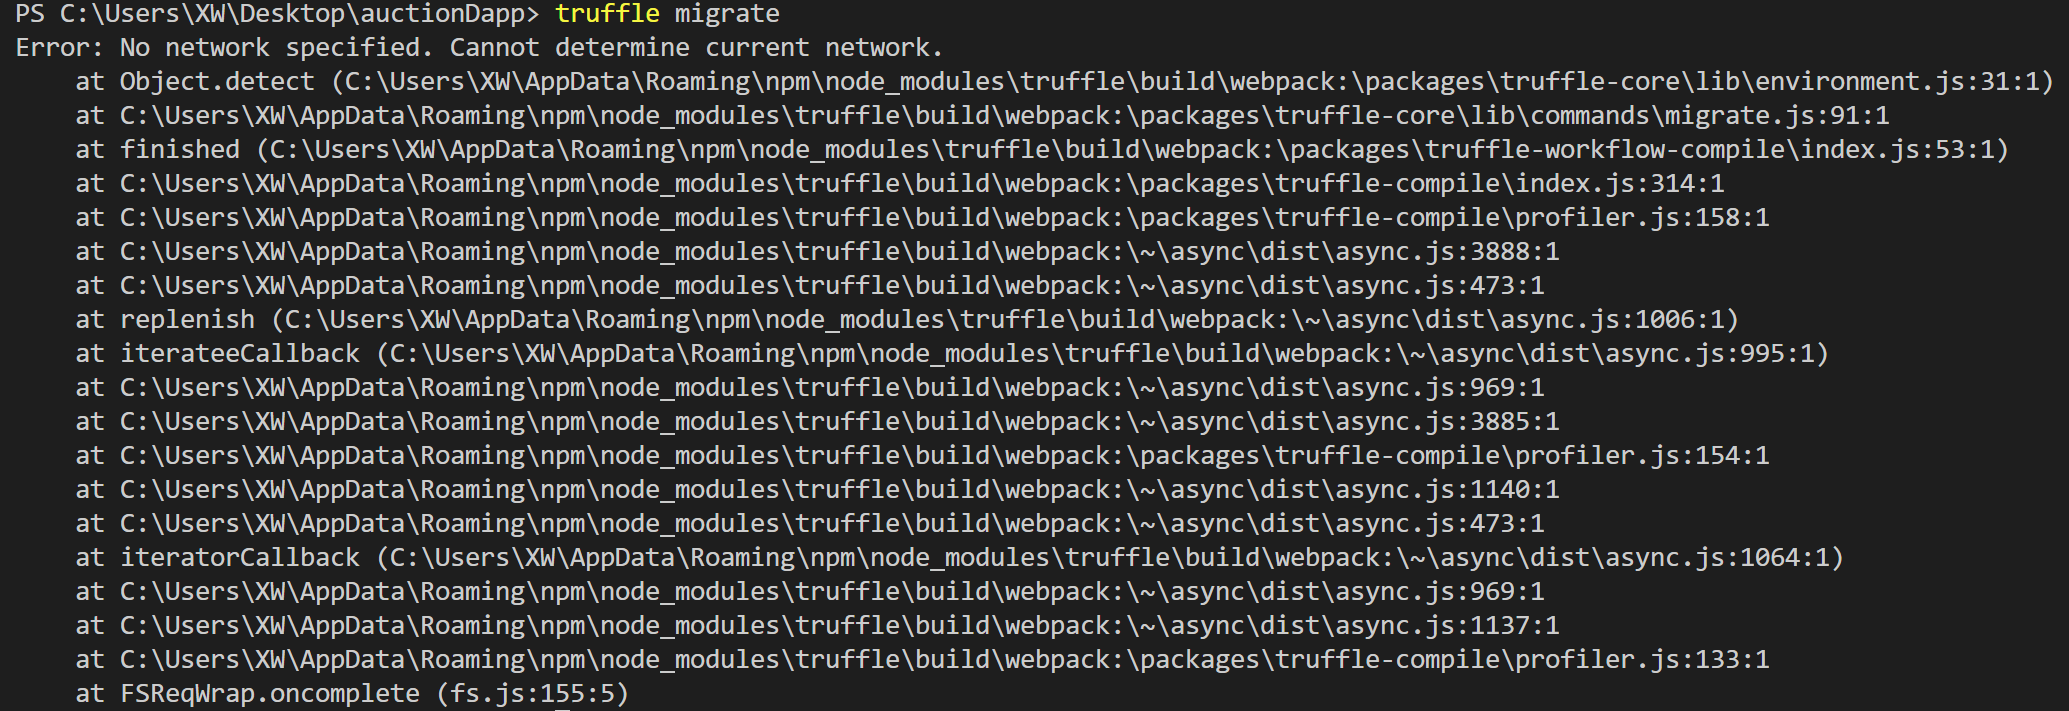 PS C:\Users\XW\Desktop\auctionDapp> truffle migrate
Error: No network specified. Cannot determine current network.
    at Object.detect (C:\Users\XW\AppData\Roaming\npm\node_modules\truffle\build\webpack:\packages\truffle-core\lib\environment.js:31:1)
    at C:\Users\XW\AppData\Roaming\npm\node_modules\truffle\build\webpack:\packages\truffle-core\lib\commands\migrate.js:91:1
    at finished (C:\Users\XW\AppData\Roaming\npm\node_modules\truffle\build\webpack:\packages\truffle-workflow-compile\index.js:53:1)
    at C:\Users\XW\AppData\Roaming\npm\node_modules\truffle\build\webpack:\packages\truffle-compile\index.js:314:1
    at C:\Users\XW\AppData\Roaming\npm\node_modules\truffle\build\webpack:\packages\truffle-compile\profiler.js:158:1
    at C:\Users\XW\AppData\Roaming\npm\node_modules\truffle\build\webpack:\~\async\dist\async.js:3888:1
    at C:\Users\XW\AppData\Roaming\npm\node_modules\truffle\build\webpack:\~\async\dist\async.js:473:1
    at replenish (C:\Users\XW\AppData\Roaming\npm\node_modules\truffle\build\webpack:\~\async\dist\async.js:1006:1)
    at iterateeCallback (C:\Users\XW\AppData\Roaming\npm\node_modules\truffle\build\webpack:\~\async\dist\async.js:995:1)
    at C:\Users\XW\AppData\Roaming\npm\node_modules\truffle\build\webpack:\~\async\dist\async.js:969:1
    at C:\Users\XW\AppData\Roaming\npm\node_modules\truffle\build\webpack:\~\async\dist\async.js:3885:1
    at C:\Users\XW\AppData\Roaming\npm\node_modules\truffle\build\webpack:\packages\truffle-compile\profiler.js:154:1
    at C:\Users\XW\AppData\Roaming\npm\node_modules\truffle\build\webpack:\~\async\dist\async.js:1140:1
    at C:\Users\XW\AppData\Roaming\npm\node_modules\truffle\build\webpack:\~\async\dist\async.js:473:1
    at iteratorCallback (C:\Users\XW\AppData\Roaming\npm\node_modules\truffle\build\webpack:\~\async\dist\async.js:1064:1)
    at C:\Users\XW\AppData\Roaming\npm\node_modules\truffle\build\webpack:\~\async\dist\async.js:969:1
    at C:\Users\XW\AppData\Roaming\npm\node_modules\truffle\build\webpack:\~\async\dist\async.js:1137:1
    at C:\Users\XW\AppData\Roaming\npm\node_modules\truffle\build\webpack:\packages\truffle-compile\profiler.js:133:1
    at FSReqWrap.oncomplete (fs.js:155:5)